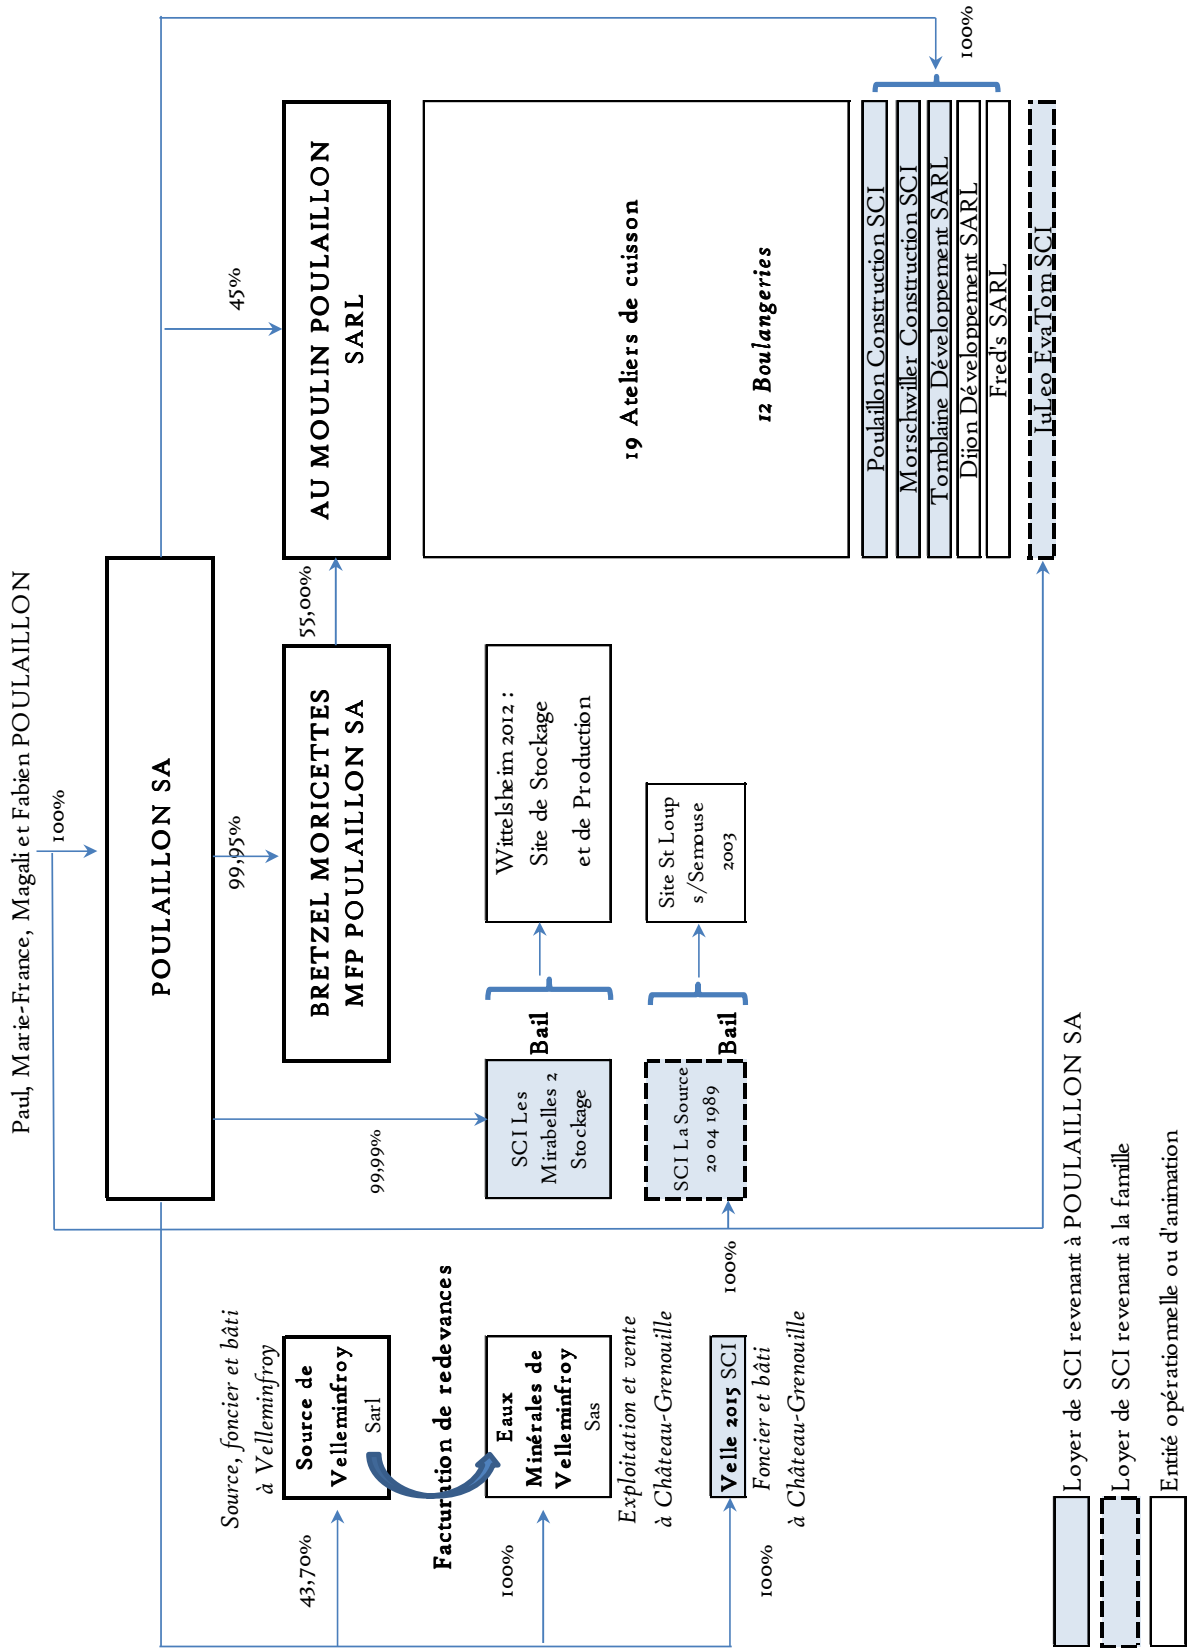 Paul, Marie-France, Magali et Fabien POULAILLON
100%
POULAILLON SA
99,95%
45%
100%
Source, foncier et bâti
à Velleminfroy
43,70%
Source de
Velleminfroy
Sarl
99,99%
BRETZEL MORICETTES
MFP POULAILLON SA
55,00%
AU MOULIN POULAILLON
SARL
Facturation de redevances
100%
Eaux
Minérales de
Velleminfroy
Sas
Exploitation et vente
à Château-Grenouille
SCI Les
Mirabelles 2
Stockage
Bail
Wittelsheim 2012 :
Site de Stockage
et de Production
19 Ateliers de cuisson
12 Boulangeries
100%
SCI La Source
20 04 1989
Bail
Site St Loup
s/Semouse
2003
100%
Velle 2015 SCI
Foncier et bâti
à Château-Grenouille
Poulaillon Construction SCI
Morschwiller Construction SCI
Tomblaine Développement SARL
Dijon Développement SARL
Fred's SARL
JuLeo EvaTom SCI
Loyer de SCI revenant à POULAILLON SA
Loyer de SCI revenant à la famille
Entité opérationnelle ou d'animation